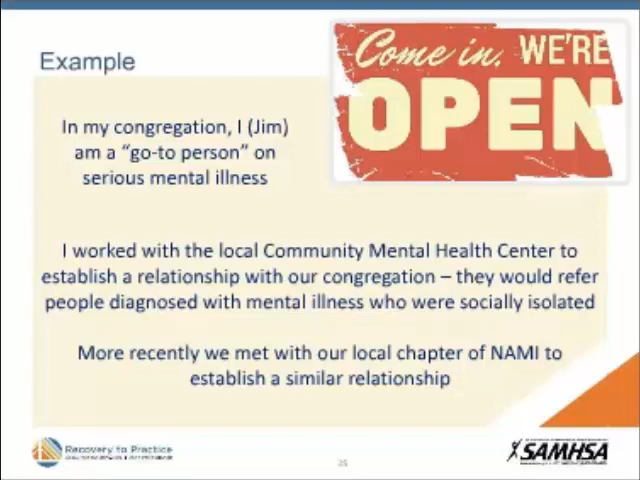 Example
Come in, WE'RE
OPEN
In my congregation, I (Jim)
am a “go-to person” on
serious mental illness
I worked with the local Community Mental Health Center to
establish a relationship with our congregation – they would refer
people diagnosed with mental illness who were socially isolated
More recently we met with our local chapter of NAMI to
establish a similar relationship
Recovery to Practice
SAMHSA